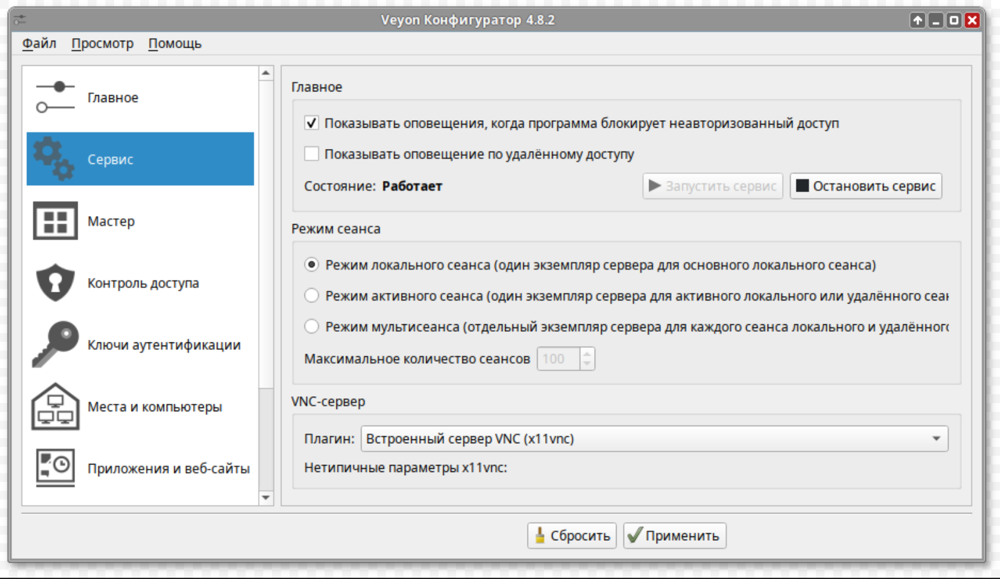 Veyon Конфигуратор 4.8.2
Файл Просмотр Помощь
Главное
Сервис
Мастер
Контроль доступа
Ключи аутентификации
Места и компьютеры
Приложения и веб-сайты
Главное
Показывать оповещения, когда программа блокирует неавторизованный доступ
Показывать оповещение по удалённому доступу
Состояние: Работает Запустить сервис Остановить сервис
Режим сеанса
Режим локального сеанса (один экземпляр сервера для основного локального сеанса)
Режим активного сеанса (один экземпляр сервера для активного локального или удалённого
Режим мультисеанса (отдельный экземпляр сервера для каждого сеанса локального и
Максимальное количество сеансов 100
VNC-сервер
Плагин: Встроенный сервер VNC (x11vnc)
Нетипичные параметры x11vnc:
Сбросить Применить